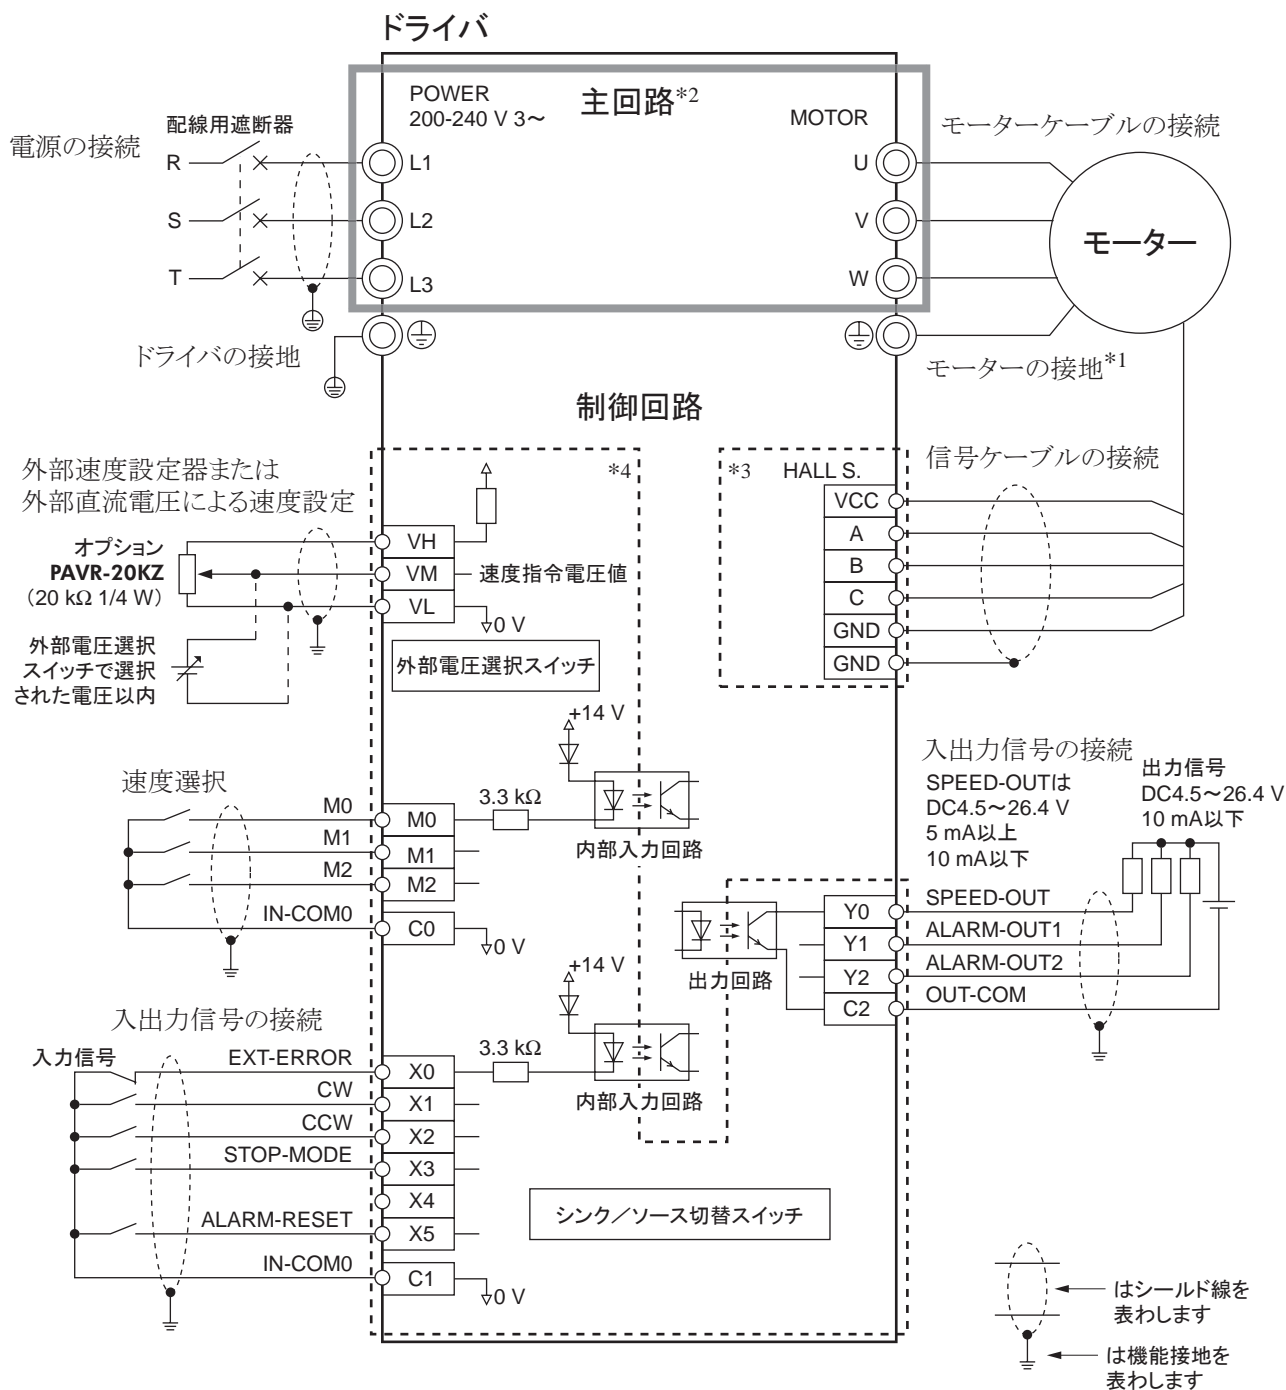 ドライバ
POWER
200-240 V 3～
主回路*2
MOTOR
電源の接続
配線用遮断器
R
S
T
L1
L2
L3
U
V
W
モーターケーブルの接続
モーター
ドライバの接地
モーターの接地*1
制御回路
外部速度設定器または
外部直流電圧による速度設定
オプション
PAVR-20KZ
（20 kΩ 1/4 W）
外部電圧選択
スイッチで選択
された電圧以内
*4
VH
VM
VL
速度指令電圧値
0 V
外部電圧選択スイッチ
*3
HALL S.
信号ケーブルの接続
VCC
A
B
C
GND
GND
+14 V
速度選択
M0
M1
M2
IN-COM0
M0
M1
M2
C0
3.3 kΩ
内部入力回路
0 V
入出力信号の接続
SPEED-OUTは
DC4.5～26.4 V
5 mA以上
10 mA以下
出力信号
DC4.5～26.4 V
10 mA以下
Y0
Y1
Y2
C2
SPEED-OUT
ALARM-OUT1
ALARM-OUT2
OUT-COM
出力回路
+14 V
入出力信号の接続
入力信号
EXT-ERROR
CW
CCW
STOP-MODE
ALARM-RESET
IN-COM0
X0
X1
X2
X3
X4
X5
C1
3.3 kΩ
内部入力回路
0 V
シンク／ソース切替スイッチ
はシールド線を
表わします
は機能接地を
表わします